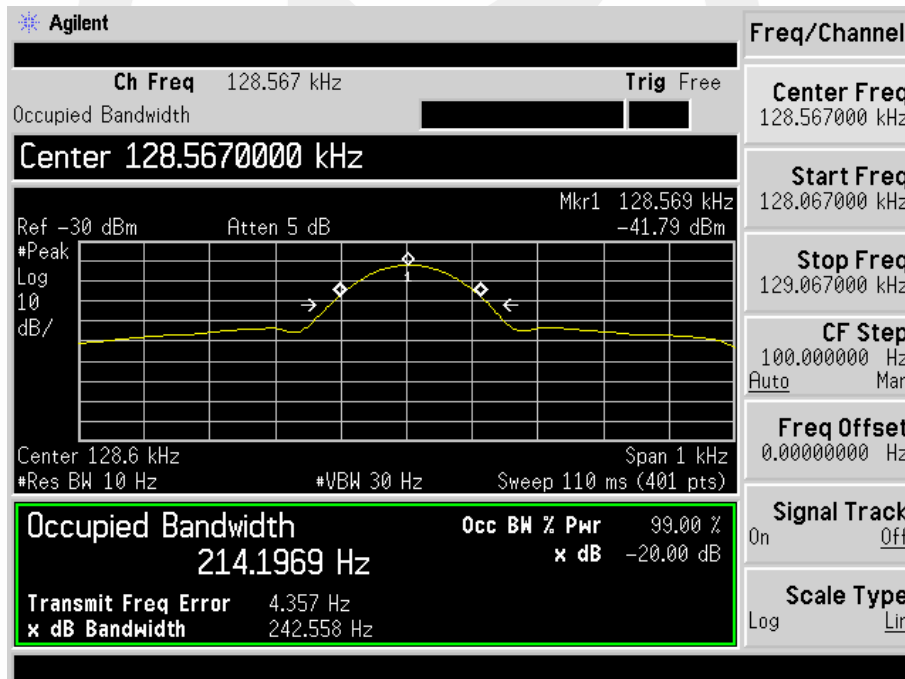 Agilent
Freq/Channel
Ch Freq 128.567 kHz Trig Free
Occupied Bandwidth
Center 128.5670000 kHz
Mkr1 128.569 kHz
Ref -30 dBm Atten 5 dB -41.79 dBm
#Peak
Log
10
dB/
1
Center 128.6 kHz Span 1 kHz
#Res BW 10 Hz #VBW 30 Hz Sweep 110 ms (401 pts)
Occupied Bandwidth
214.1969 Hz
Occ BW % Pwr 99.00 %
x dB -20.00 dB
Transmit Freq Error 4.357 Hz
x dB Bandwidth 242.558 Hz
Center Freq
128.567000 kHz
Start Freq
128.067000 kHz
Stop Freq
129.067000 kHz
CF Step
100.000000 Hz
Auto Man
Freq Offset
0.00000000 Hz
Signal Track
On Off
Scale Type
Log Lin